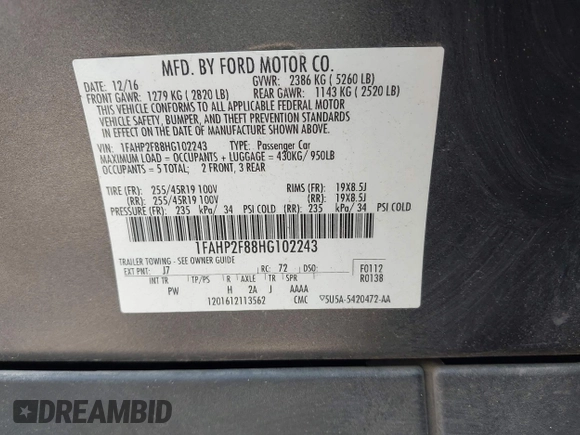 MFD. BY FORD MOTOR CO.
DATE: 12/16 GVWR: 2386 KG ( 5260 LB)
FRONT GAWR: 1279 KG ( 2820 LB) REAR GAWR: 1143 KG ( 2520 LB)
THIS VEHICLE CONFORMS TO ALL APPLICABLE FEDERAL MOTOR
VEHICLE SAFETY, BUMPER, AND THEFT PREVENTION STANDARDS
IN EFFECT ON THE DATE OF MANUFACTURE SHOWN ABOVE.
VIN: 1FAHP2F88HG102243 TYPE: Passenger Car
MAXIMUM LOAD = OCCUPANTS + LUGGAGE = 430KG/ 950LB
OCCUPANTS = 5 TOTAL; 2 FRONT, 3 REAR
TIRE (FR): 255/45R19 100V RIMS (FR): 19X8.5J
(RR): 255/45R19 100V (RR): 19X8.5J
PRESSURE (FR): 235 kPa/ 34 PSI COLD (RR): 235 kPa/ 34 PSI COLD
1FAHP2F88HG102243
TRAILER TOWING - SEE OWNER GUIDE
EXT PNT: J7 RC: 72 DSO: F0112
INT TR TP/PS R AXLE TR SPR R0138
PW H 2A J AAAA
1201612113562 CMC 5U5A-5420472-AA
DREAMBID